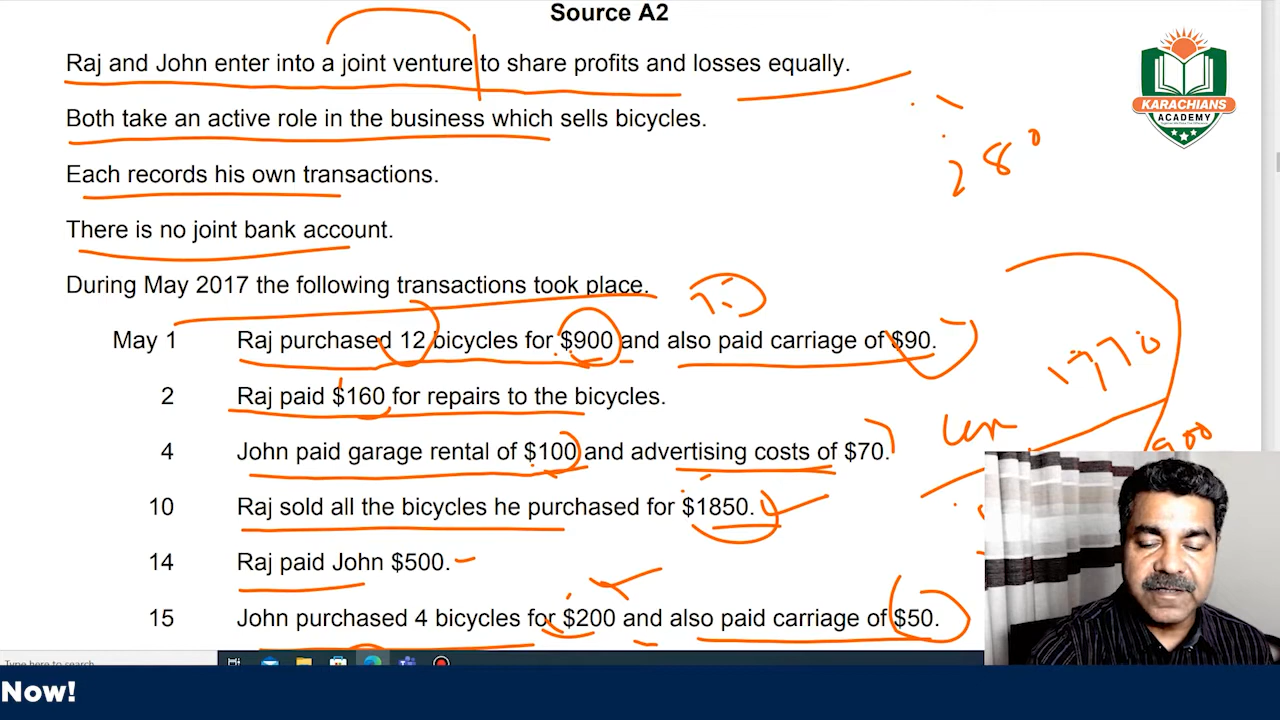 Source A2
Raj and John enter into a joint venture to share profits and losses equally.
Both take an active role in the business which sells bicycles.
Each records his own transactions.
There is no joint bank account.
During May 2017 the following transactions took place.
May 1 Raj purchased 12 bicycles for $900 and also paid carriage of $90.
2 Raj paid $160 for repairs to the bicycles.
4 John paid garage rental of $100 and advertising costs of $70.
10 Raj sold all the bicycles he purchased for $1850.
14 Raj paid John $500.
15 John purchased 4 bicycles for $200 and also paid carriage of $50.
KARACHIANS
ACADEMY
280
1770
900
Now!